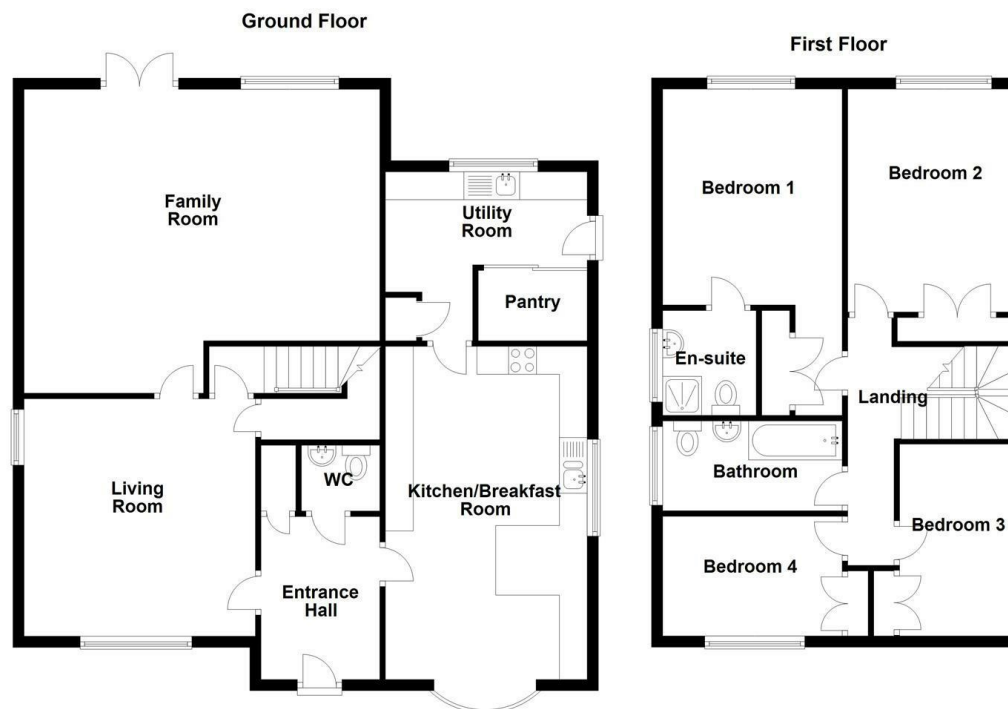 Ground Floor
Family
Room
Utility
Room
Pantry
Living
Room
WC
Kitchen/Breakfast
Room
Entrance
Hall
First Floor
Bedroom 1
Bedroom 2
En-suite
Landing
Bathroom
Bedroom 3
Bedroom 4